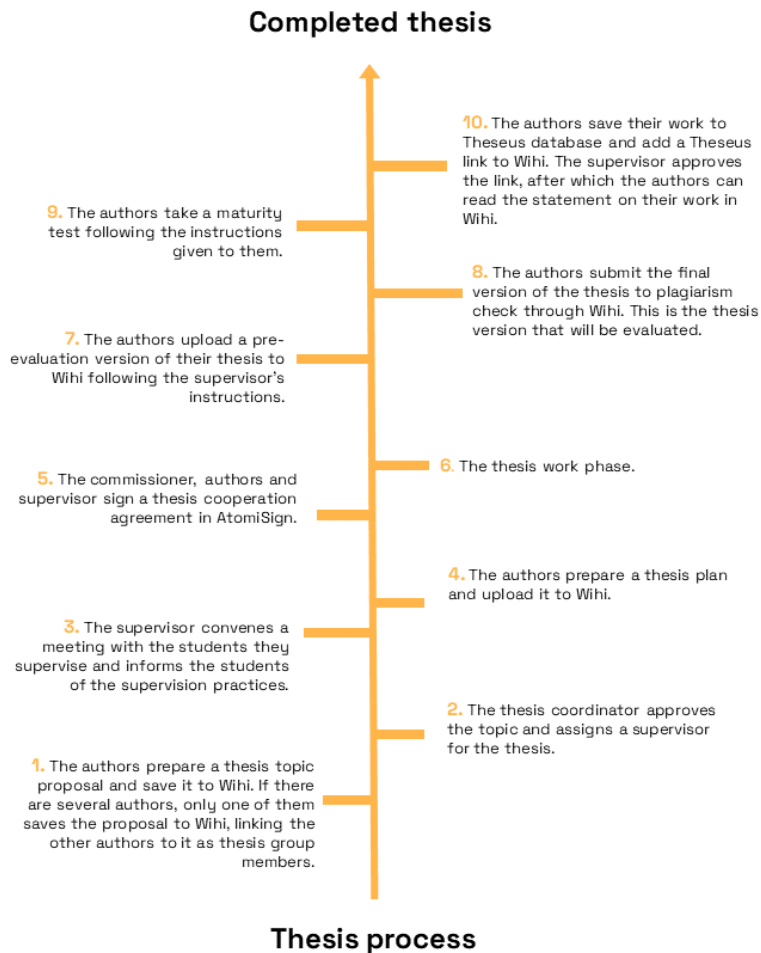 Completed thesis
10. The authors save their work to
Theseus database and add a Theseus
link to Wihi. The supervisor approves
the link, after which the authors can
read the statement on their work in
Wihi.
9. The authors take a maturity
test following the instructions
given to them.
8. The authors submit the final
version of the thesis to plagiarism
check through Wihi. This is the thesis
version that will be evaluated.
7. The authors upload a pre-
evaluation version of their thesis to
Wihi following the supervisor's
instructions.
6. The thesis work phase.
5. The commissioner, authors and
supervisor sign a thesis cooperation
agreement in AtomiSign.
4. The authors prepare a thesis plan
and upload it to Wihi.
3. The supervisor convenes a
meeting with the students they
supervise and informs the students
of the supervision practices.
2. The thesis coordinator approves
the topic and assigns a supervisor
for the thesis.
1. The authors prepare a thesis topic
proposal and save it to Wihi. If there
are several authors, only one of them
saves the proposal to Wihi, linking the
other authors to it as thesis group
members.
Thesis process